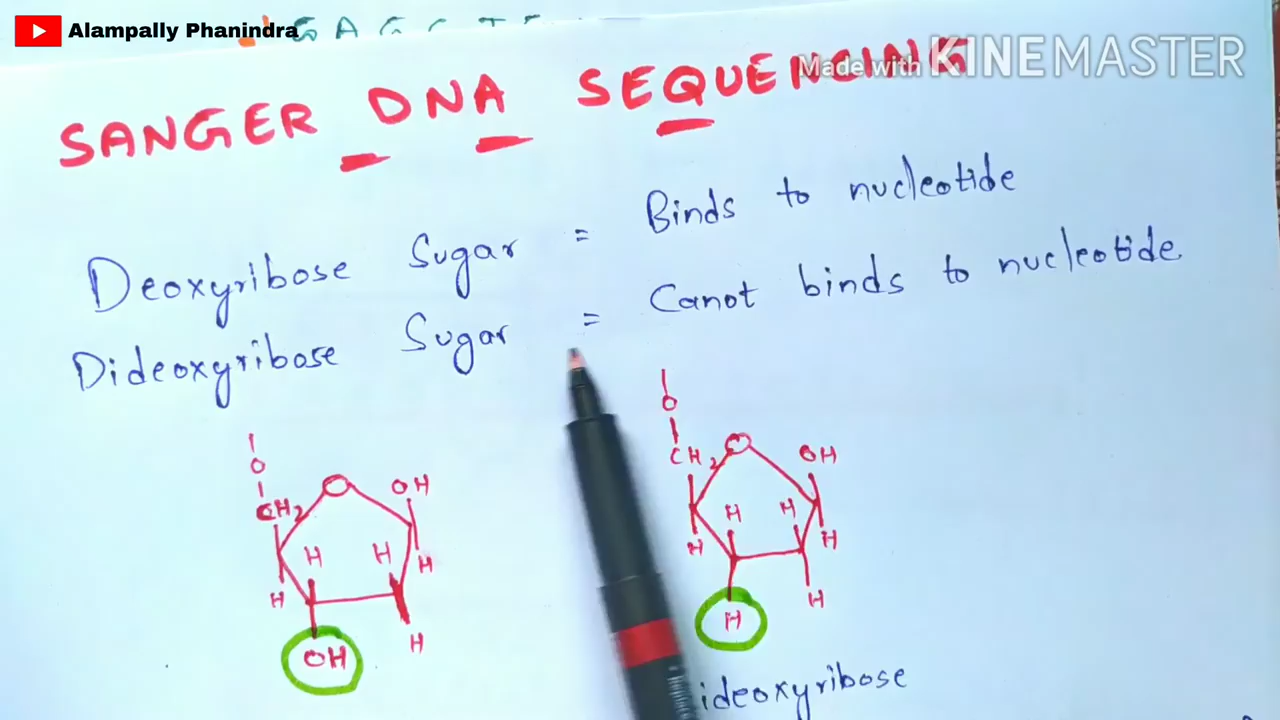 Alampally Phanindra
G A G C T
Made with KINEMASTER
SANGER DNA SEQUENCING
Deoxyribose Sugar = Binds to nucleotide
Dideoxyribose Sugar = Canot binds to nucleotide
O
CH2 O OH
H H H
H
OH H
O
CH2 O OH
H H
H H
H H
ideoxyribose